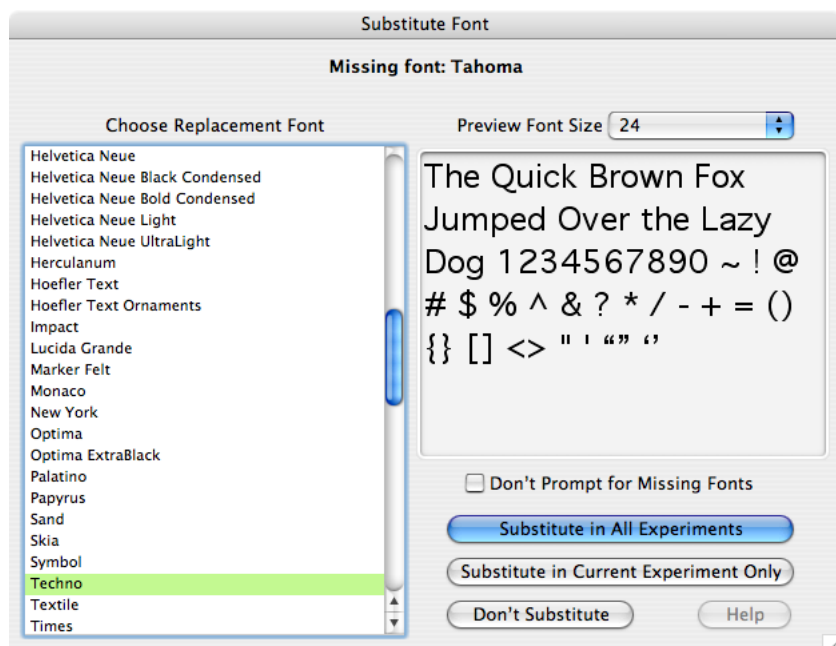 Substitute Font
Missing font: Tahoma
Choose Replacement Font
Helvetica Neue
Helvetica Neue Black Condensed
Helvetica Neue Bold Condensed
Helvetica Neue Light
Helvetica Neue UltraLight
Herculanum
Hoefler Text
Hoefler Text Ornaments
Impact
Lucida Grande
Marker Felt
Monaco
New York
Optima
Optima ExtraBlack
Palatino
Papyrus
Sand
Skia
Symbol
Techno
Textile
Times
Preview Font Size 24
The Quick Brown Fox
Jumped Over the Lazy
Dog 1234567890 ~ ! @
# $ % ^ & ? * / - + = ()
{} [] <> " ' “” ‘’
Don't Prompt for Missing Fonts
Substitute in All Experiments
Substitute in Current Experiment Only
Don't Substitute
Help